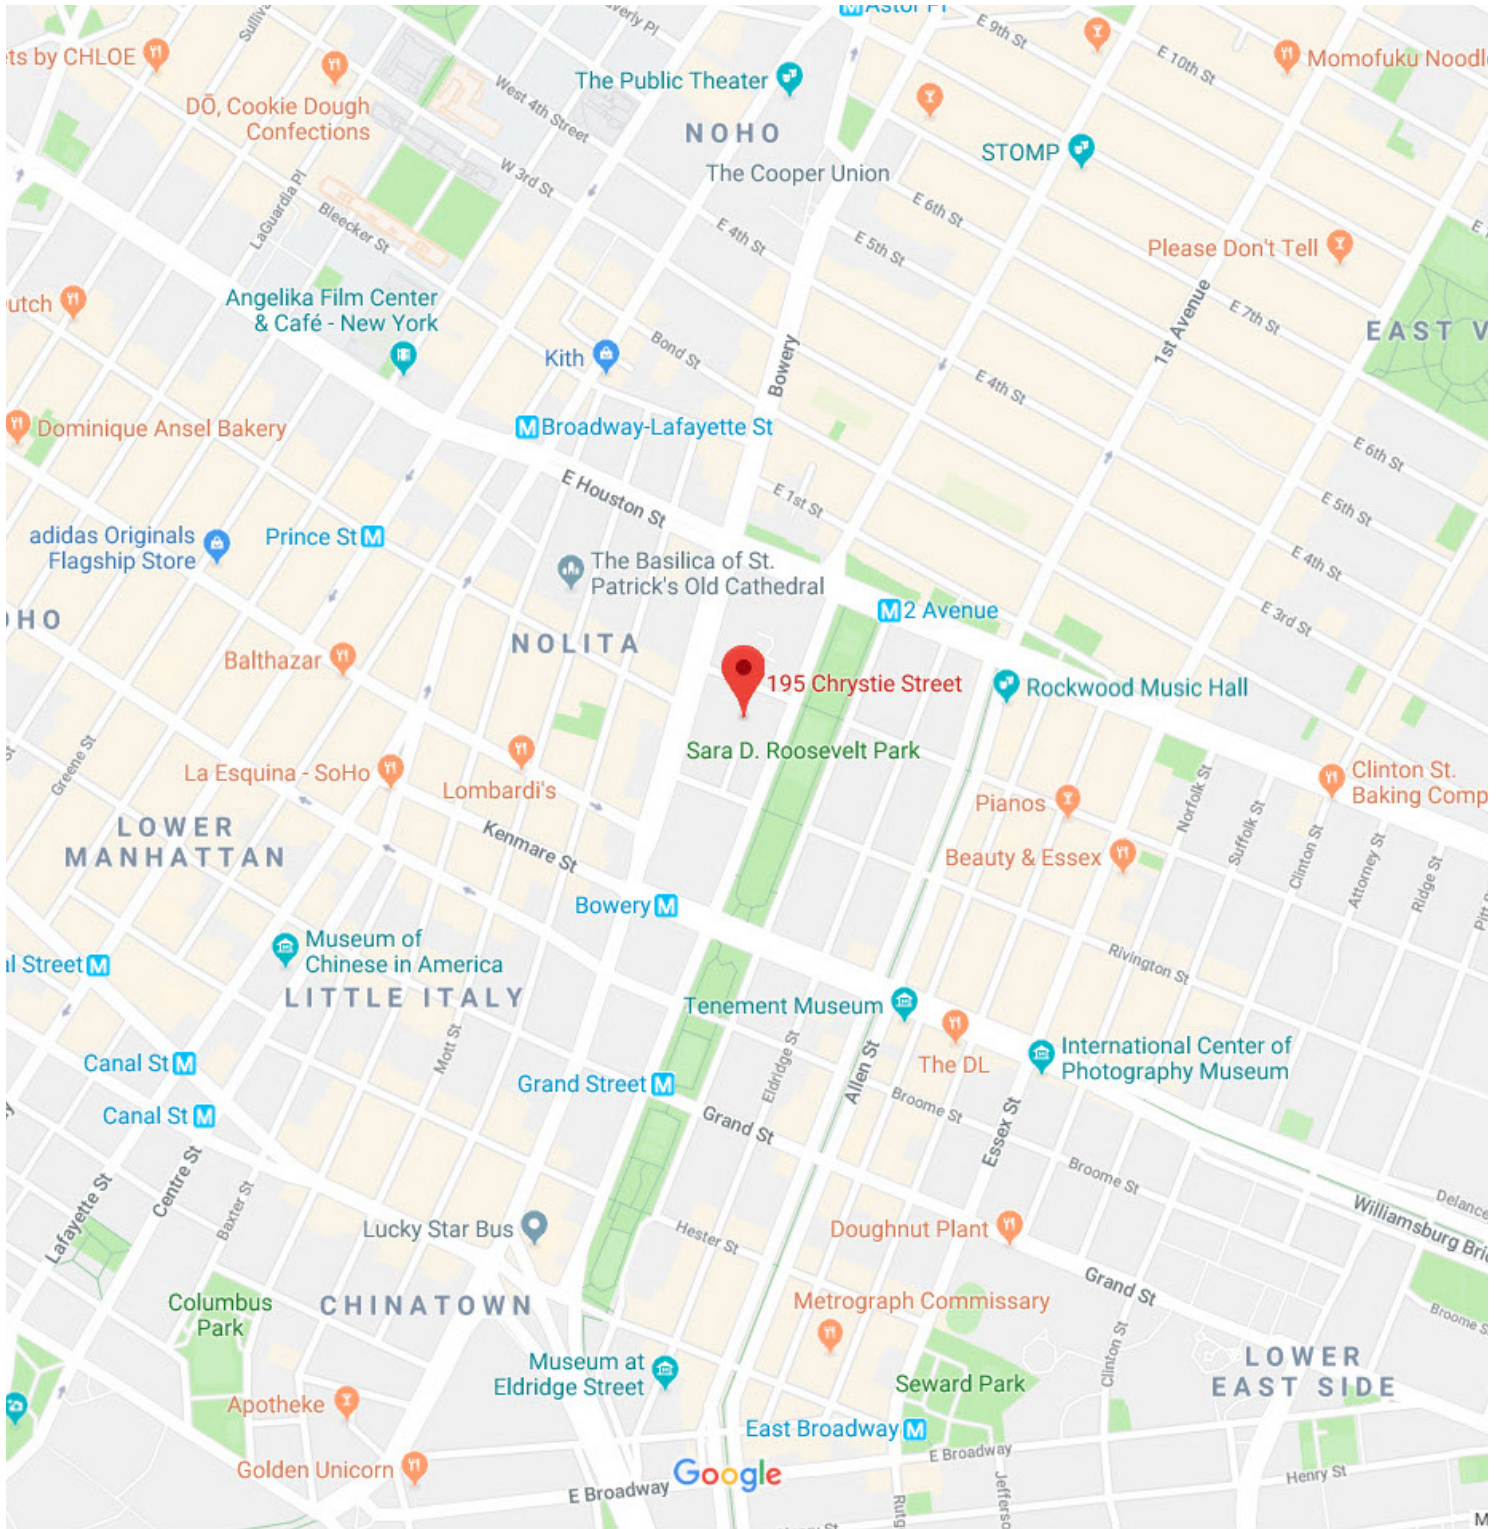 Astor Pl
E 9th St
E 10th St
ets by CHLOE
The Public Theater
Momofuku Noodl
DŌ, Cookie Dough
Confections
West 4th Street
NOHO
STOMP
W 3rd St
The Cooper Union
LaGuardia Pl
Bleecker St
E 4th St
E 6th St
E 5th St
Please Don't Tell
Angelika Film Center
& Café - New York
utch
E 7th St
1st Avenue
EAST V
Kith
Bond St
Bowery
E 4th St
Dominique Ansel Bakery
M Broadway-Lafayette St
E 6th St
E Houston St
E 1st St
E 5th St
adidas Originals
Flagship Store
Prince St M
The Basilica of St.
Patrick's Old Cathedral
E 4th St
OHO
M 2 Avenue
E 3rd St
NOLITA
Balthazar
195 Chrystie Street
Rockwood Music Hall
Greene St
Sara D. Roosevelt Park
La Esquina - SoHo
Lombardi's
Clinton St.
Baking Comp
Pianos
Norfolk St
Suffolk St
Clinton St
Attorney St
Ridge St
LOWER
MANHATTAN
Kenmare St
Beauty & Essex
Bowery M
Museum of
Chinese in America
al Street M
Rivington St
LITTLE ITALY
Tenement Museum
Mott St
Eldridge St
Allen St
The DL
International Center of
Photography Museum
Canal St M
Grand Street M
Canal St M
Grand St
Broome St
Essex St
Broome St
Lafayette St
Centre St
Baxter St
Delance
Williamsburg Bri
Lucky Star Bus
Hester St
Doughnut Plant
Grand St
Columbus
Park
CHINATOWN
Metrograph Commissary
Broome S
Clinton St
LOWER
EAST SIDE
Museum at
Eldridge Street
Seward Park
Apotheke
East Broadway M
E Broadway
Golden Unicorn
Google
E Broadway
Henry St
Rutg
Jefferso